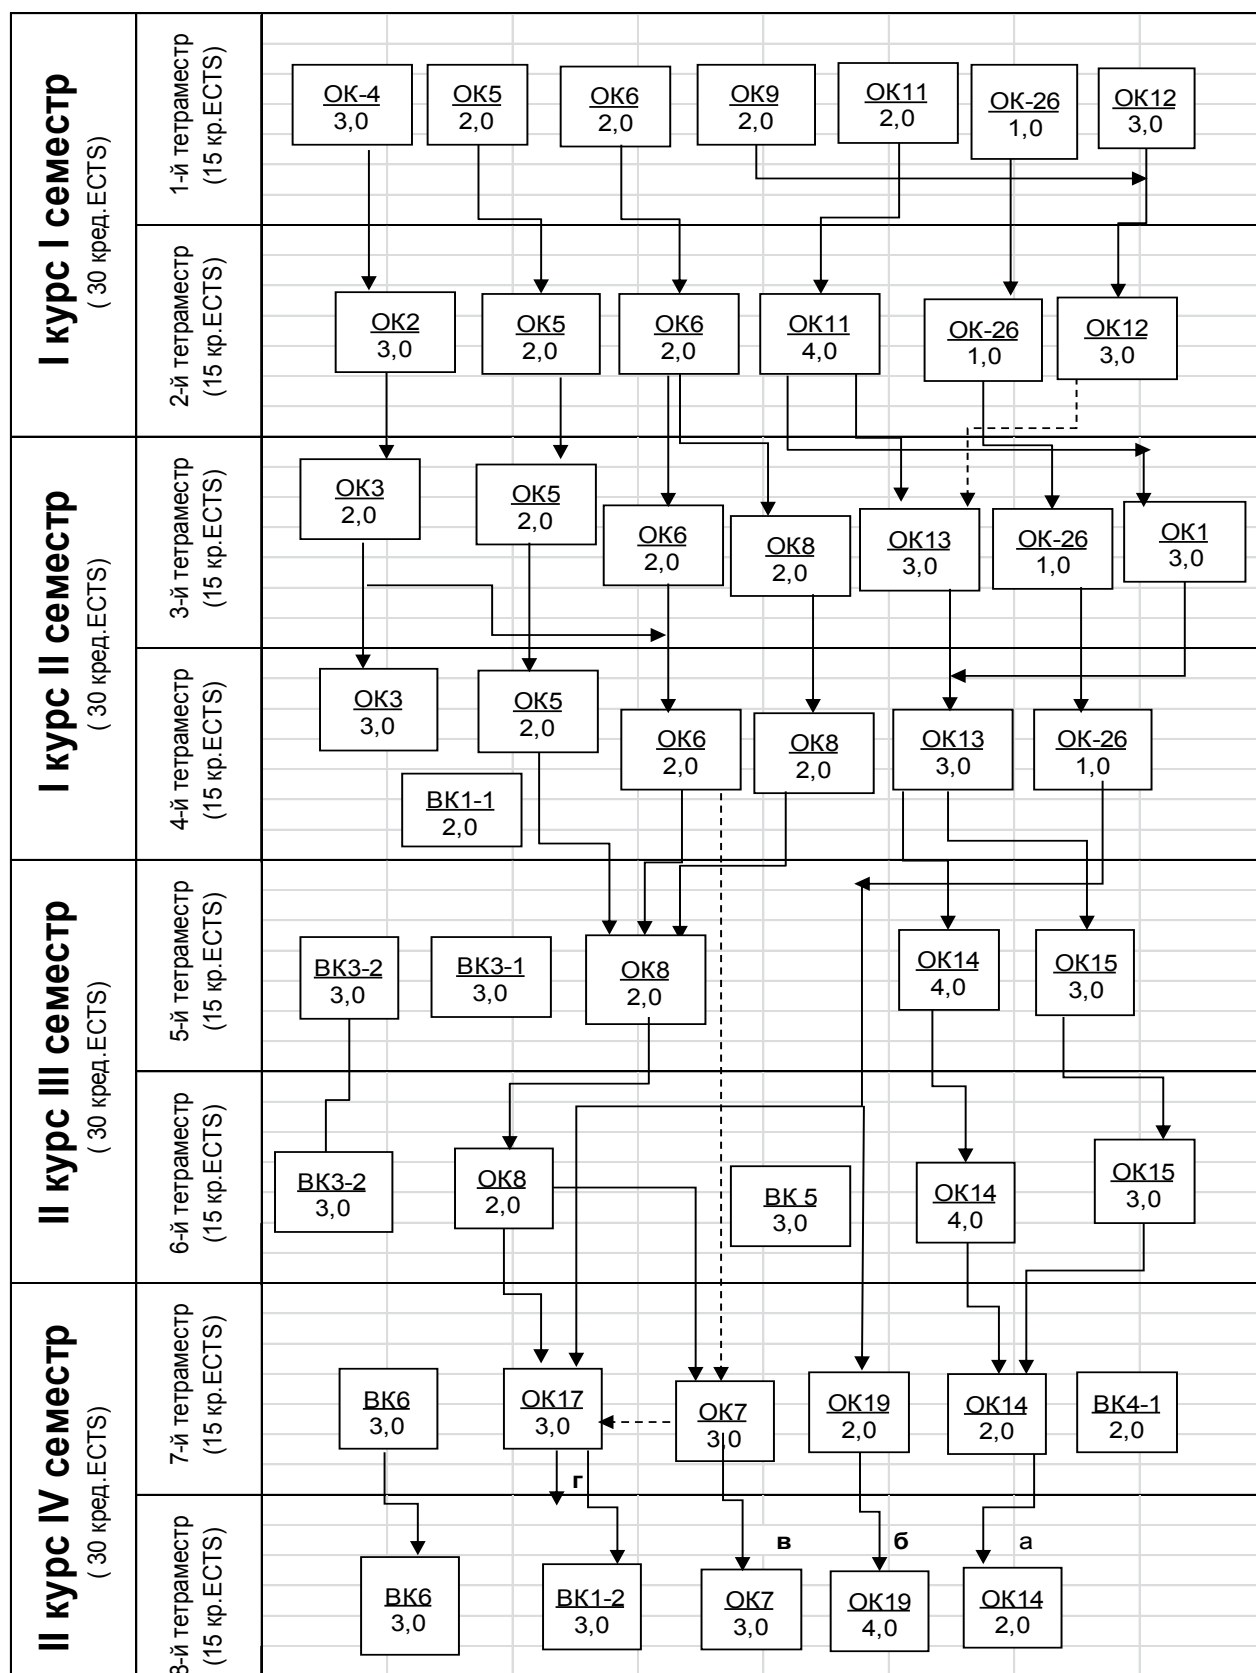 I курс I семестр
( 30 кред.ECTS)
1-й тетраместр
(15 кр.ECTS)
ОК-4
3,0
ОК5
2,0
ОК6
2,0
ОК9
2,0
ОК11
2,0
ОК-26
1,0
ОК12
3,0
2-й тетраместр
(15 кр.ECTS)
ОК2
3,0
ОК5
2,0
ОК6
2,0
ОК11
4,0
ОК-26
1,0
ОК12
3,0
I курс II семестр
( 30 кред.ECTS)
3-й тетраместр
(15 кр.ECTS)
ОК3
2,0
ОК5
2,0
ОК6
2,0
ОК8
2,0
ОК13
3,0
ОК-26
1,0
ОК1
3,0
4-й тетраместр
(15 кр.ECTS)
ОК3
3,0
ОК5
2,0
ОК6
2,0
ОК8
2,0
ОК13
3,0
ОК-26
1,0
ВК1-1
2,0
II курс III семестр
( 30 кред.ECTS)
5-й тетраместр
(15 кр.ECTS)
ВК3-2
3,0
ВК3-1
3,0
ОК8
2,0
ОК14
4,0
ОК15
3,0
6-й тетраместр
(15 кр.ECTS)
ВК3-2
3,0
ОК8
2,0
ВК 5
3,0
ОК14
4,0
ОК15
3,0
II курс IV семестр
( 30 кред.ECTS)
7-й тетраместр
(15 кр.ECTS)
ВК6
3,0
ОК17
3,0
ОК7
3,0
ОК19
2,0
ОК14
2,0
ВК4-1
2,0
г
8-й тетраместр
(15 кр.ECTS)
в
б
а
ВК6
3,0
ВК1-2
3,0
ОК7
3,0
ОК19
4,0
ОК14
2,0